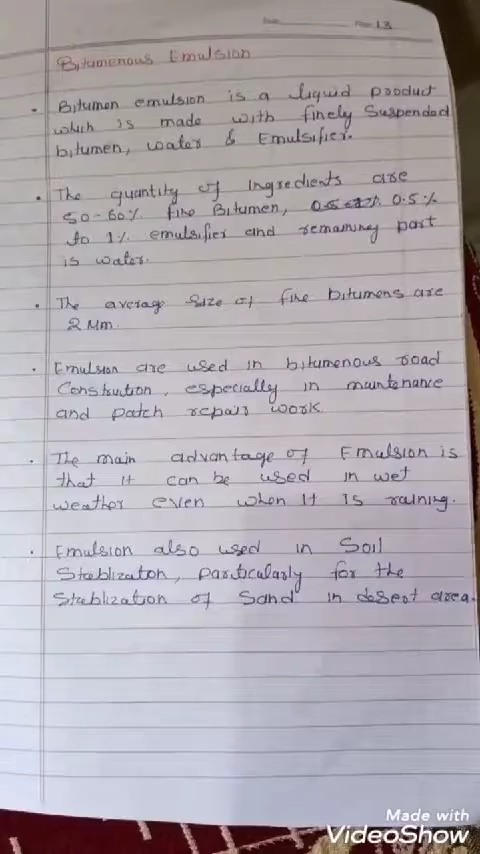 Date
Page 13
Bitumenous Emulsion
• Bitumen emulsion is a liquid product
which is made with finely Suspended
bitumen, water & Emulsifier.
• The quantity of ingredients are
50-60% fine Bitumen, 0.5%
to 1% emulsifier and remaining part
is water.
• The average size of fine bitumens are
2 Mm.
• Emulsion are used in bitumenous road
Construtión, especially in maintenance
and patch repair work.
• The main advantage of Emulsion is
that it can be used in wet
weather even when it is raining.
• Emulsion also used in Soil
Stablizaton, particularly for the
Stablization of Sand in desert area.
Made with
VideoShow